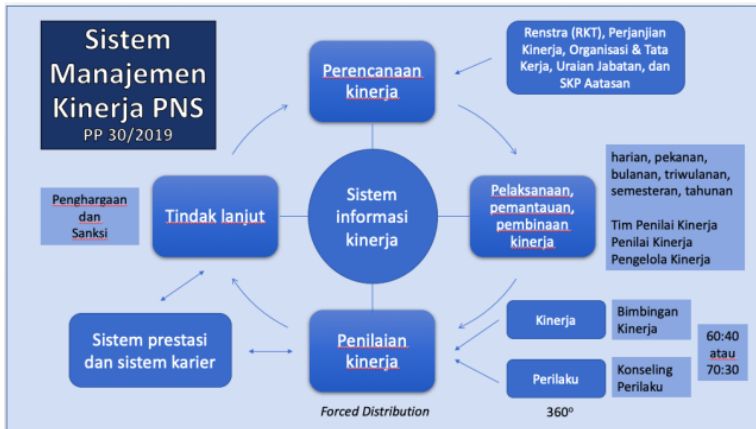 Sistem
Manajemen
Kinerja PNS
PP 30/2019
Perencanaan
kinerja
Renstra (RKT), Perjanjian
Kinerja, Organisasi & Tata
Kerja, Uraian Jabatan, dan
SKP Aatasan
Penghargaan
dan
Sanksi
Tindak lanjut
Sistem
informasi
kinerja
Pelaksanaan,
pemantauan,
pembinaan
kinerja
harian, pekanan,
bulanan, triwulanan,
semesteran, tahunan
Tim Penilai Kinerja
Penilai Kinerja
Pengelola Kinerja
Sistem prestasi
dan sistem karier
Penilaian
kinerja
Kinerja
Bimbingan
Kinerja
Perilaku
Konseling
Perilaku
60:40
atau
70:30
Forced Distribution
360º